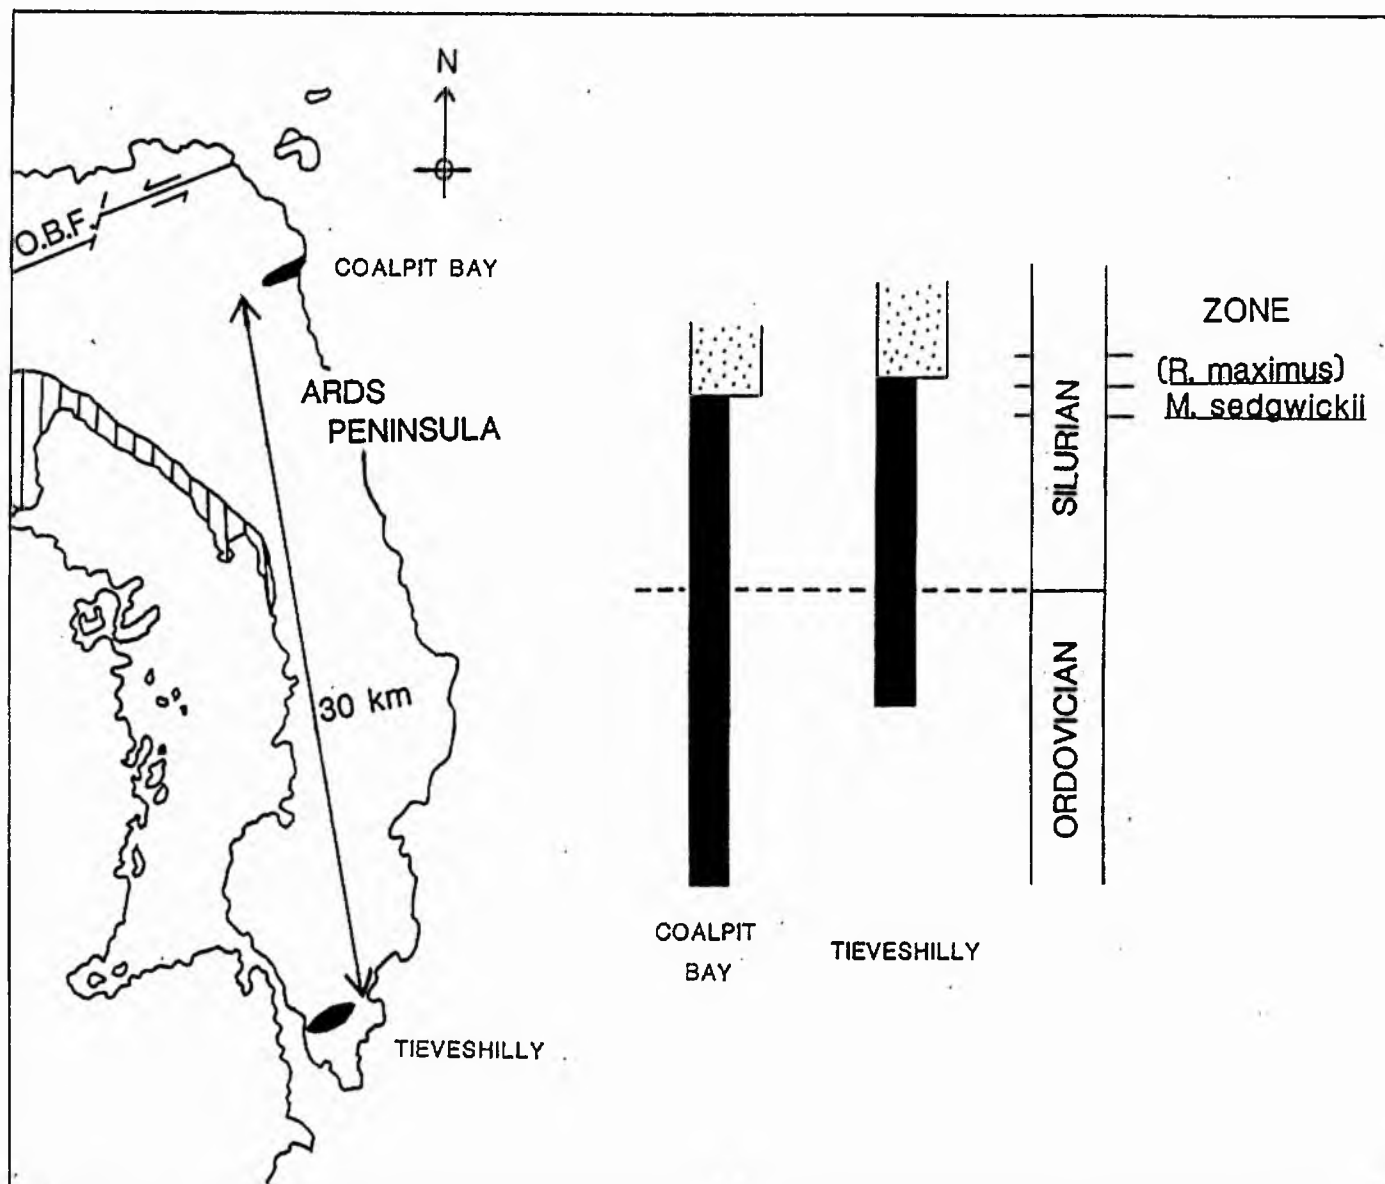 N
O.B.F.
COALPIT BAY
ARDS
PENINSULA
30 km
TIEVESHILLY
COALPIT
BAY
TIEVESHILLY
SILURIAN
ORDOVICIAN
ZONE
(R. maximus)
M. sedgwickii